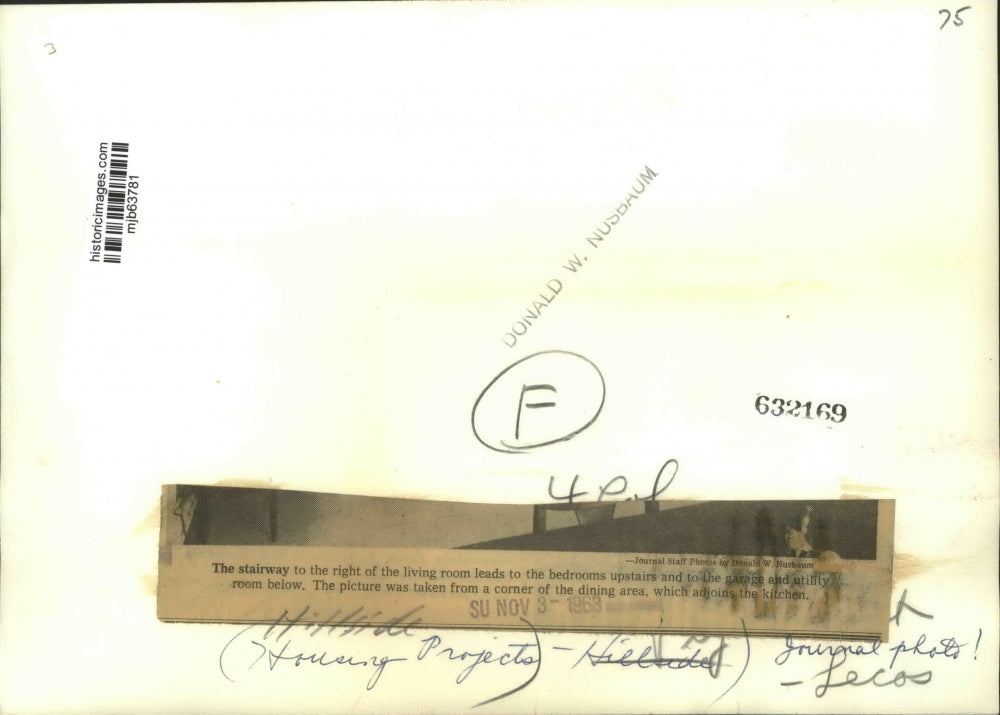 75
3
historicimages.com
mjb63781
DONALD W. NUSBAUM
F
632169
4 e.l
—Journal Staff Photos by Donald W. Nusbaum
The stairway to the right of the living room leads to the bedrooms upstairs and to the garage and utility
room below. The picture was taken from a corner of the dining area, which adjoins the kitchen.
SU NOV 3- 1963
Hillside
(Housing Projects) - Hillside)
Journal photo!